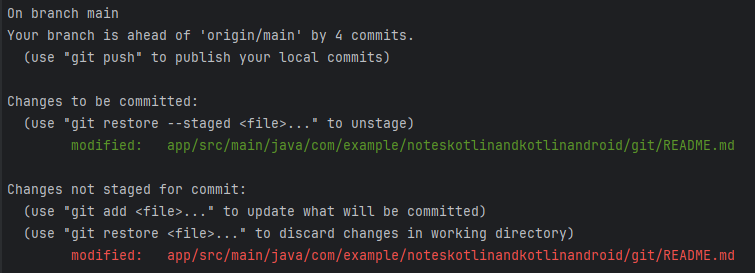 On branch main
Your branch is ahead of 'origin/main' by 4 commits.
  (use "git push" to publish your local commits)

Changes to be committed:
  (use "git restore --staged <file>..." to unstage)
        modified:   app/src/main/java/com/example/noteskotlinandkotlinandroid/git/README.md

Changes not staged for commit:
  (use "git add <file>..." to update what will be committed)
  (use "git restore <file>..." to discard changes in working directory)
        modified:   app/src/main/java/com/example/noteskotlinandkotlinandroid/git/README.md